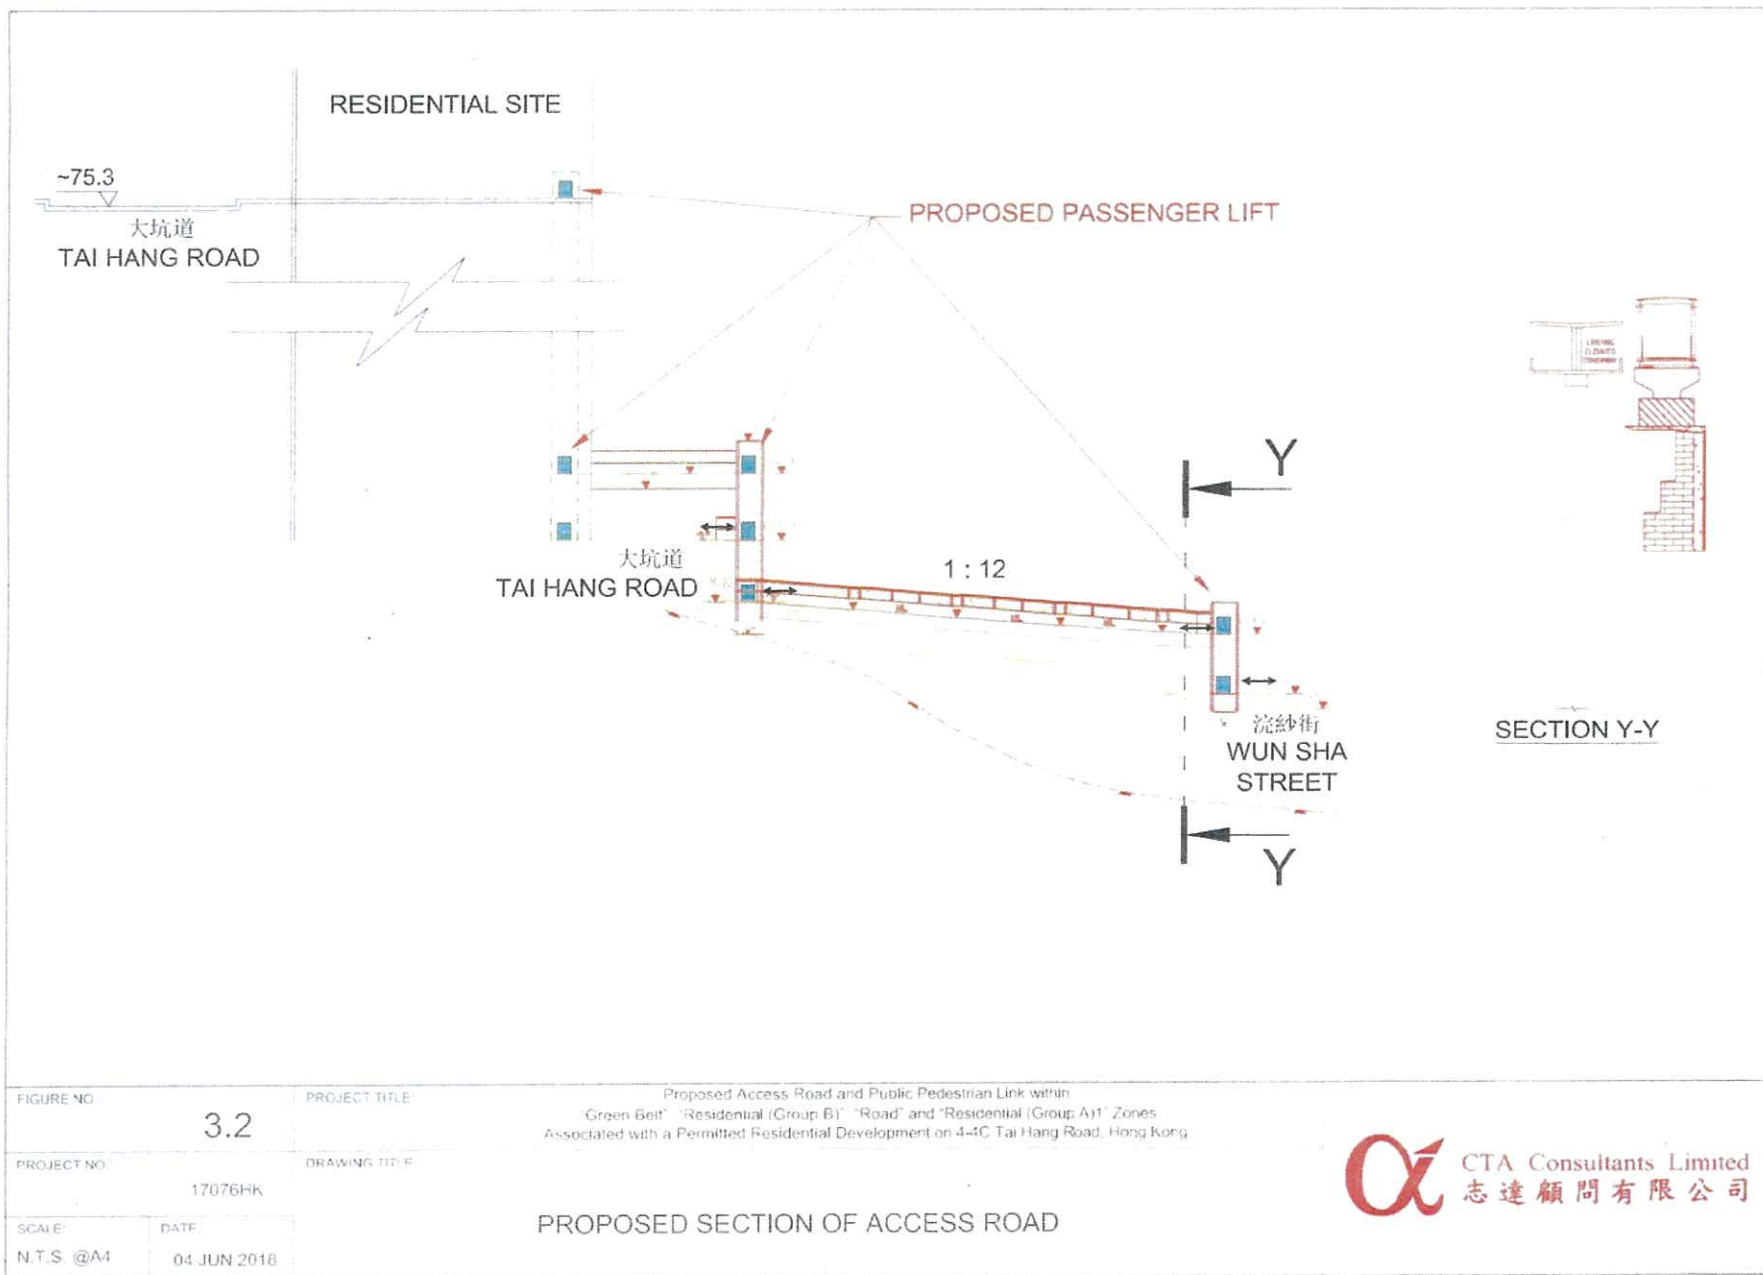 RESIDENTIAL SITE
~75.3
大坑道
TAI HANG ROAD
PROPOSED PASSENGER LIFT
EXISTING
Y
大坑道
TAI HANG ROAD
1 : 12
浣紗街
WUN SHA
STREET
Y
SECTION Y-Y
FIGURE NO.
3.2
PROJECT TITLE:
Proposed Access Road and Public Pedestrian Link within
"Green Belt" "Residential (Group B)" "Road" and "Residential (Group A)1" Zones
Associated with a Permitted Residential Development on 4-4C Tai Hang Road, Hong Kong
PROJECT NO.
17076HK
DRAWING TITLE
PROPOSED SECTION OF ACCESS ROAD
SCALE:
N.T.S. @A4
DATE:
04 JUN 2018
CTA Consultants Limited
志達顧問有限公司